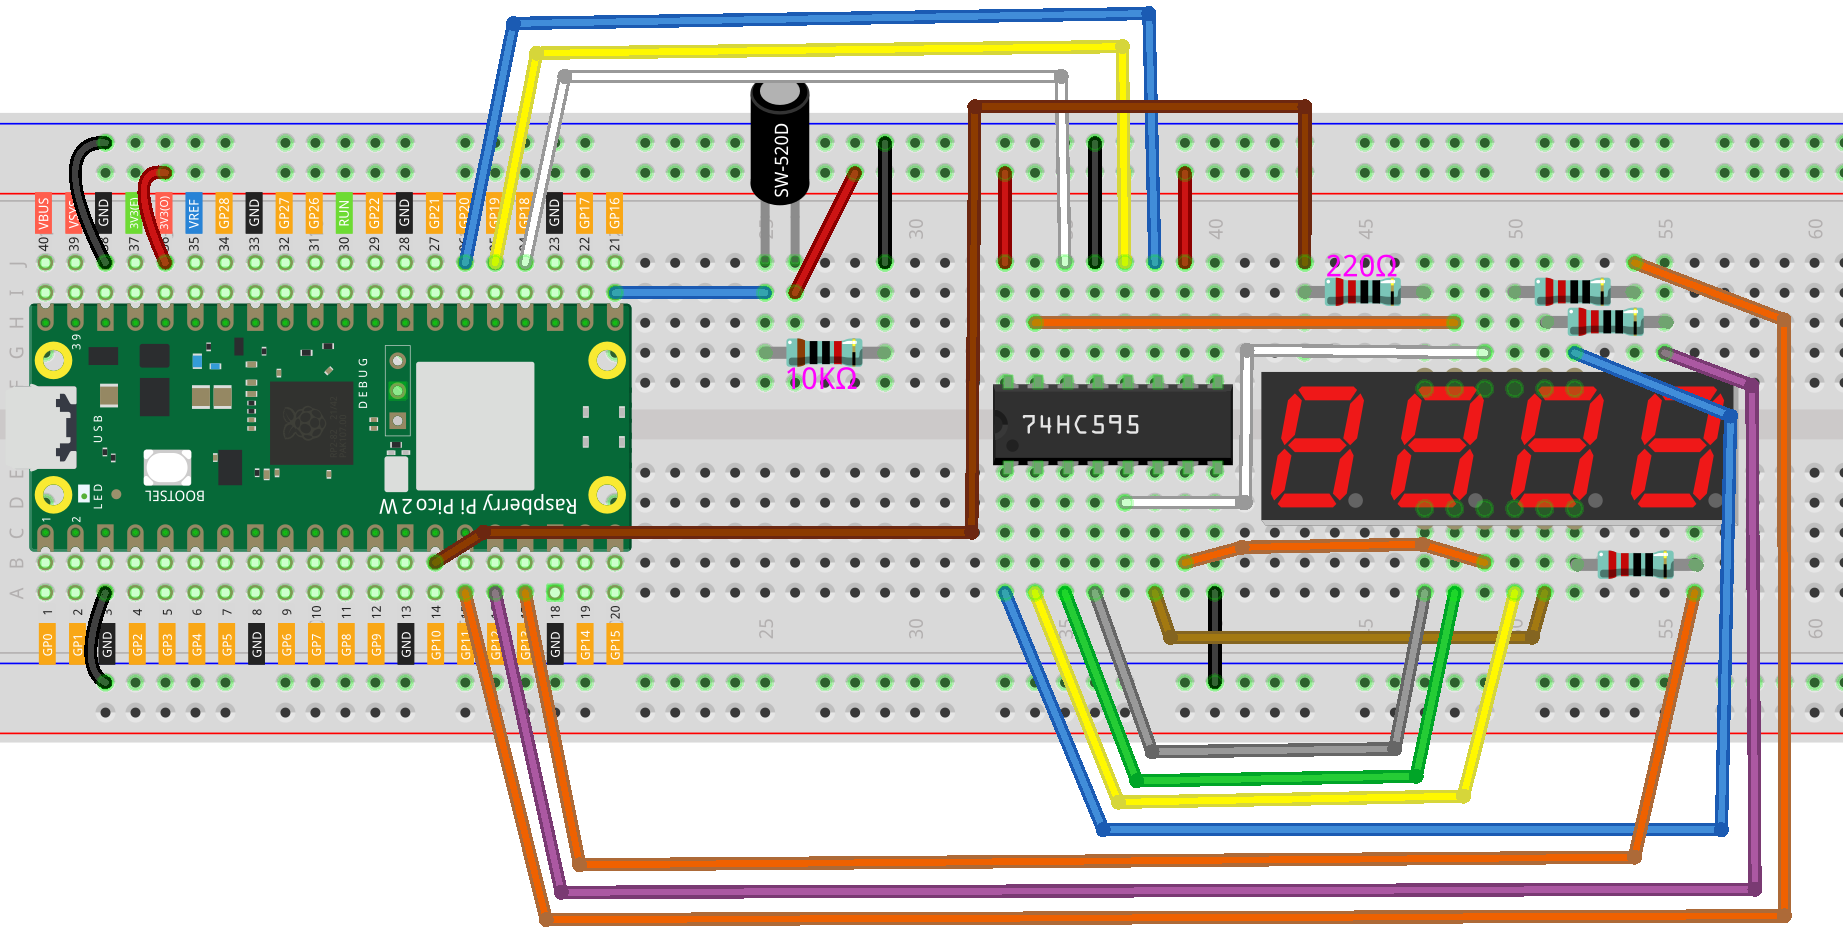 SW-520D
VBUS
VSYS
GND
3V3(E)
3V3(O)
VREF
GP28
GND
GP27
GP26
RUN
GP22
GND
GP21
GP20
GP19
GP18
GND
GP17
GP16
40 39 38 37 36 35 34 33 32 31 30 29 28 27 26 25 24 23 22 21
25 30 35 40 45 50 55 60
J
I
H
G
F
220Ω
10KΩ
39
DEBUG
USB
BOOTSEL
LED
Raspberry Pi Pico 2 W
1
2
74HC595
E
D
C
B
A
1 2 3 4 5 6 7 8 9 10 11 12 13 14 15 16 17 18 19 20
25 30 35 45 50 55 60
GP0
GP1
GND
GP2
GP3
GP4
GP5
GND
GP6
GP7
GP8
GP9
GND
GP10
GP11
GP12
GP13
GND
GP14
GP15